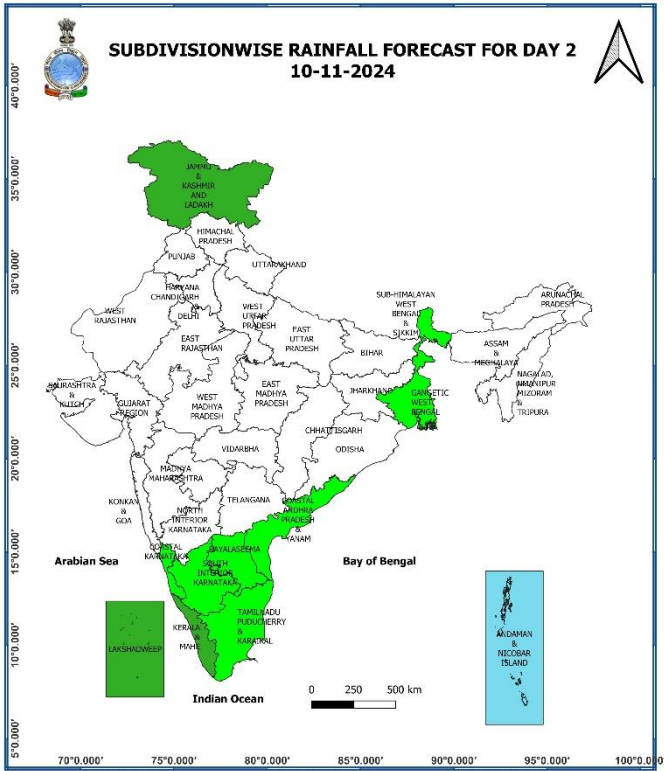 SUBDIVISIONWISE RAINFALL FORECAST FOR DAY 2
10-11-2024
40°0.000'
35°0.000'
30°0.000'
25°0.000'
20°0.000'
15°0.000'
10°0.000'
5°0.000'
JAMMU
&
KASHMIR
AND
LADAKH
HIMACHAL
PRADESH
PUNJAB
UTTARAKHAND
HARYANA
CHANDIGARH
&
DELHI
WEST
RAJASTHAN
WEST
UTTAR
PRADESH
EAST
RAJASTHAN
EAST
UTTAR
PRADESH
SUB-HIMALAYAN
WEST
BENGAL
&
SIKKIM
ARUNACHAL
PRADESH
ASSAM
&
MEGHALAYA
BIHAR
NAGALAD,
MANIPUR
MIZORAM
&
TRIPURA
SAURASHTRA
&
KUTCH
GUJARAT
REGION
WEST
MADHYA
PRADESH
EAST
MADHYA
PRADESH
JHARKHAND
GANGETIC
WEST
BENGAL
CHHATTISGARH
ODISHA
VIDARBHA
MADHYA
MAHARASHTRA
TELANGANA
COASTAL
ANDHRA
PRADESH
&
YANAM
KONKAN
&
GOA
NORTH
INTERIOR
KARNATAKA
COASTAL
KARNATAKA
RAYALASEEMA
SOUTH
INTERIOR
KARNATAKA
Arabian Sea
Bay of Bengal
TAMILNADU
PUDUCHERRY
&
KARAIKAL
KERALA
&
MAHE
LAKSHADWEEP
ANDAMAN
&
NICOBAR
ISLAND
Indian Ocean
0 250 500 km
70°0.000' 75°0.000' 80°0.000' 85°0.000' 90°0.000' 95°0.000' 100°0.0